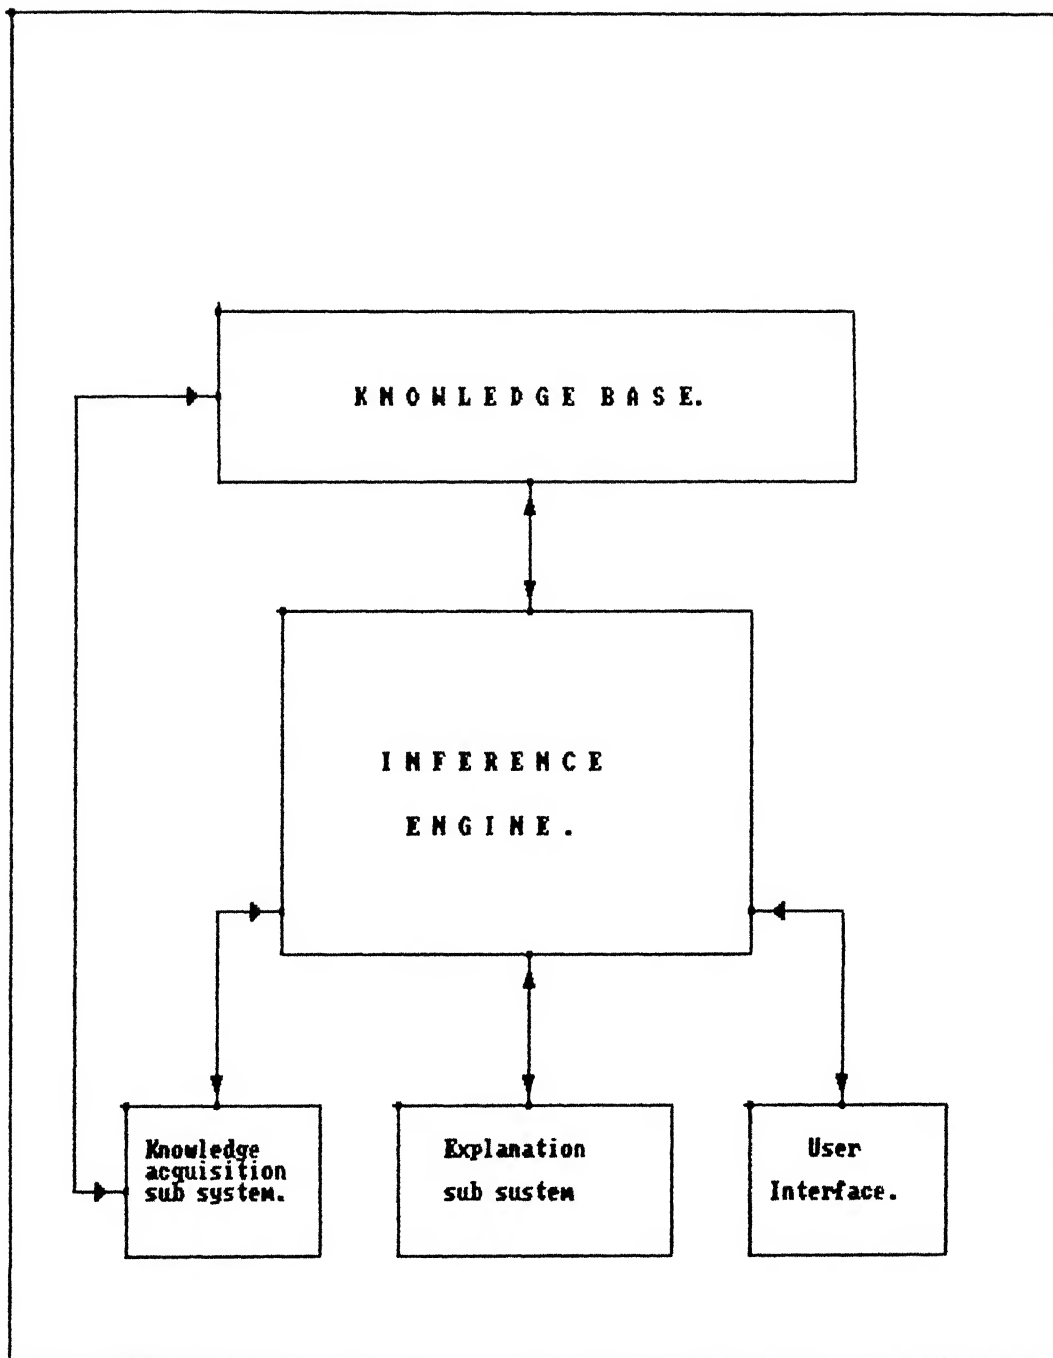 KNOWLEDGE BASE.
INFERENCE
ENGINE.
Knowledge
acquisition
sub system.
Explanation
sub sustem
User
Interface.